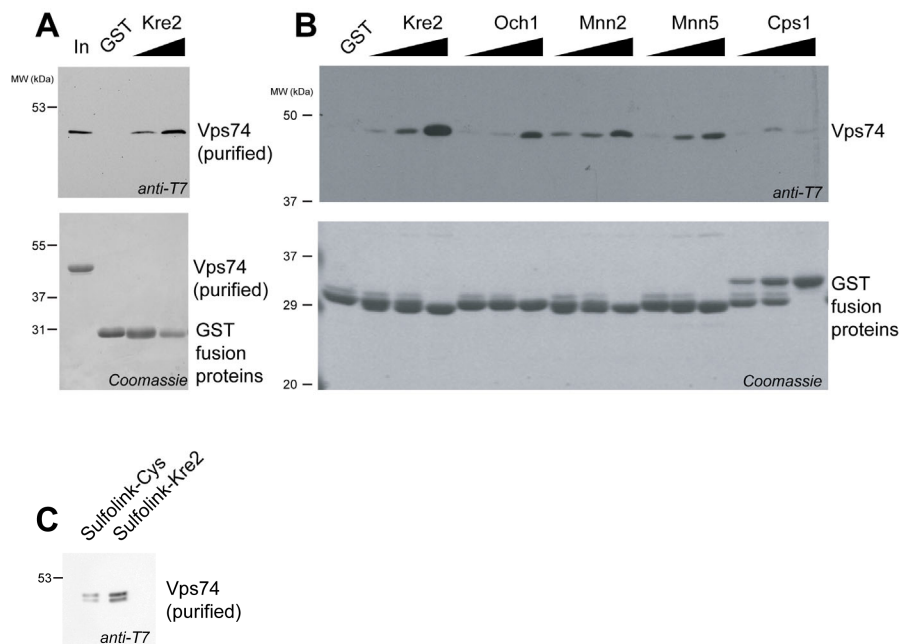 A
In GST Kre2
MW (kDa)
53
Vps74
(purified)
anti-T7
55
37
31
Vps74
(purified)
GST
fusion
proteins
Coomassie
B
GST Kre2 Och1 Mnn2 Mnn5 Cps1
MW (kDa)
50
37
Vps74
anti-T7
37
29
20
GST
fusion
proteins
Coomassie
C
Sulfolink-Cys
Sulfolink-Kre2
53
Vps74
(purified)
anti-T7